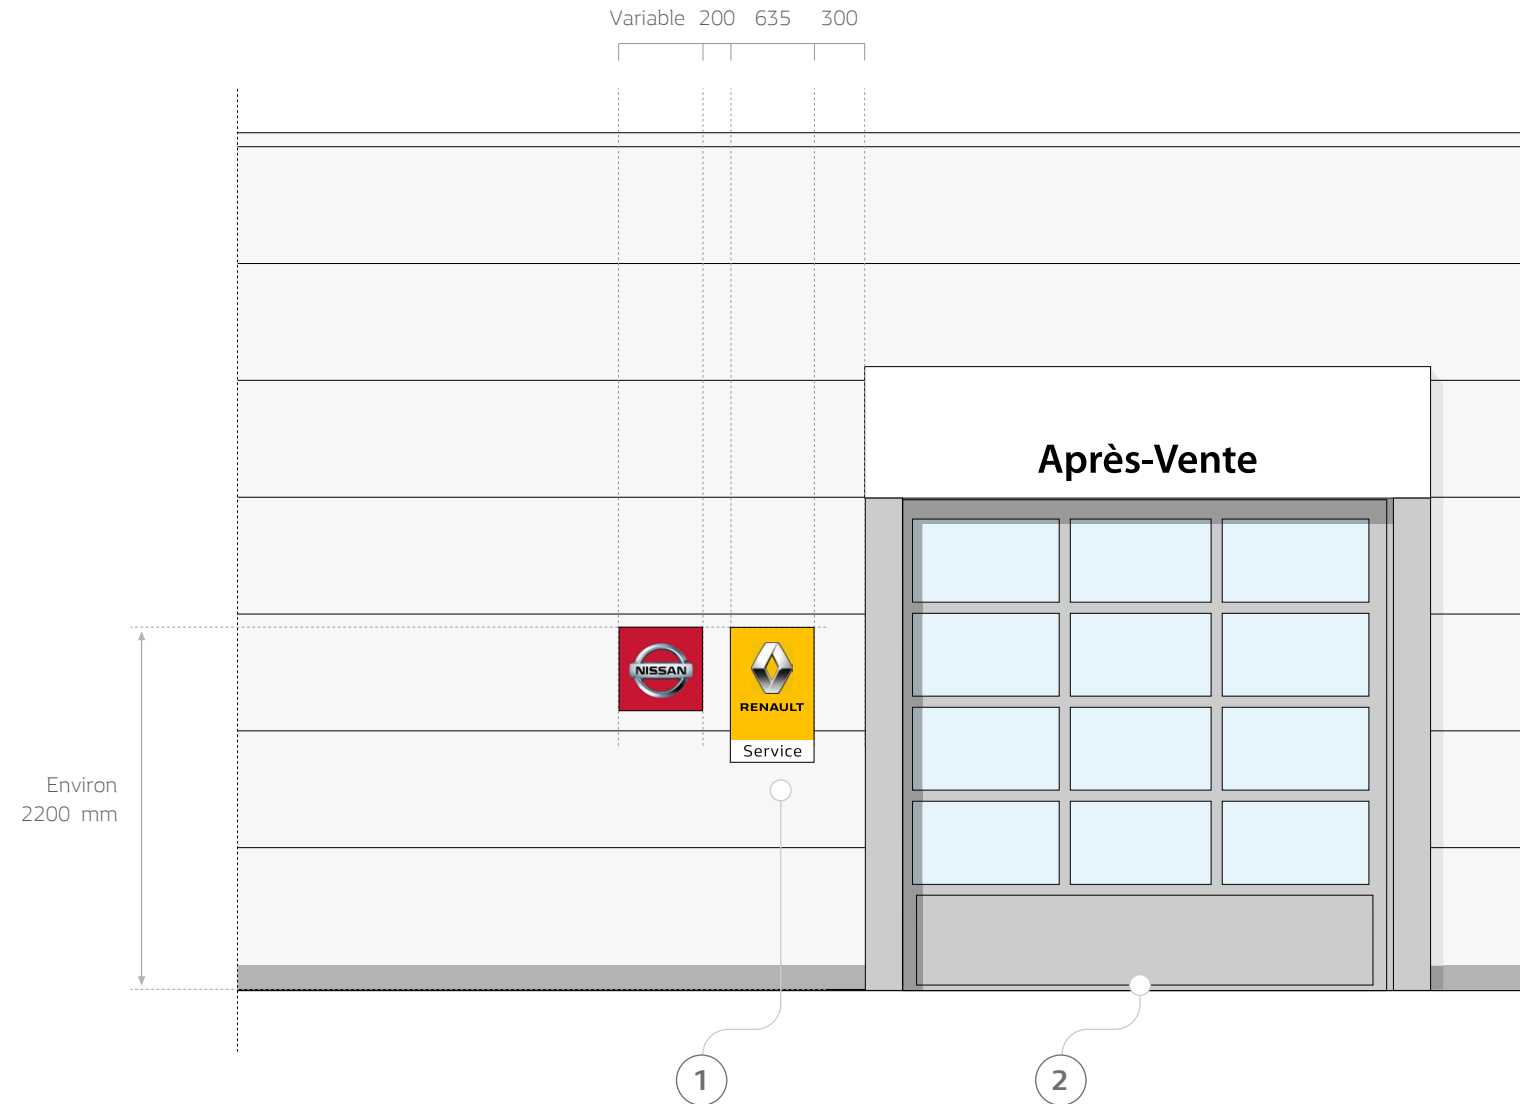 Variable 200 635 300
Après-Vente
NISSAN
RENAULT
Service
Environ
2200 mm
1
2